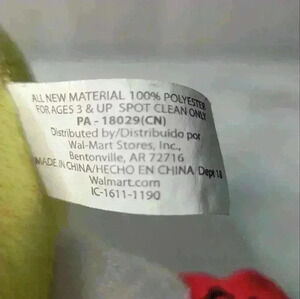 ALL NEW MATERIAL 100% POLYESTER
FOR AGES 3 & UP SPOT CLEAN ONLY
PA - 18029(CN)
Distributed by/Distribuido por
Wal-Mart Stores, Inc.,
Bentonville, AR 72716
MADE IN CHINA/HECHO EN CHINA Dept 18
Walmart.com
IC-1611-1190